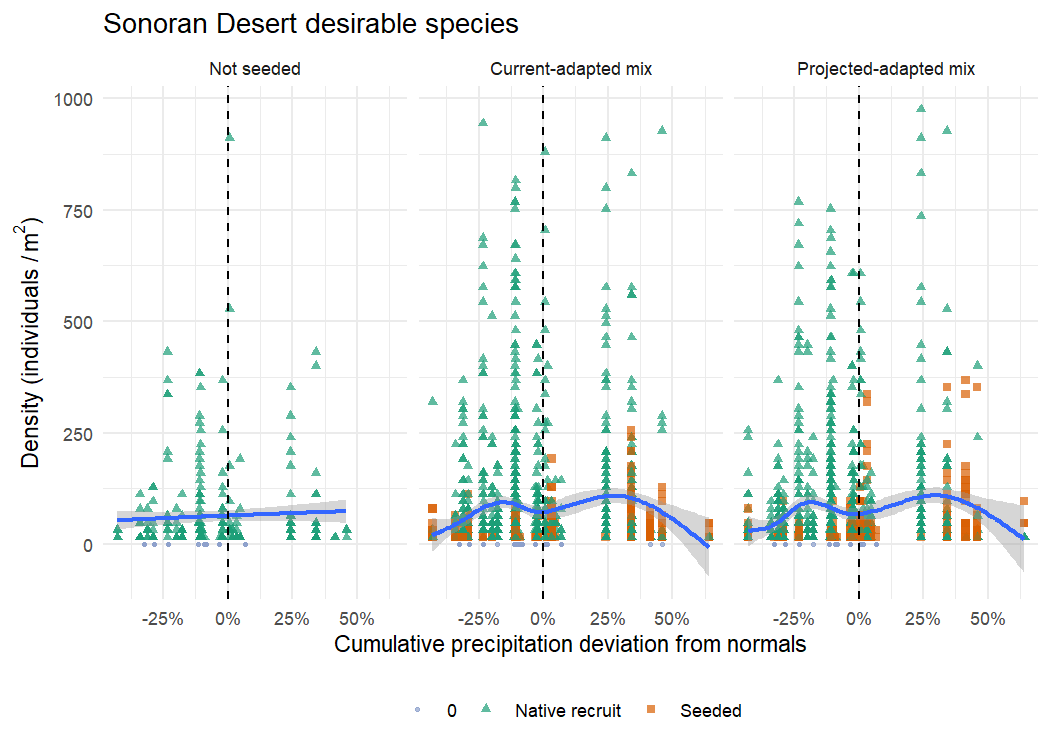 Sonoran Desert desirable species
Not seeded
Current-adapted mix
Projected-adapted mix
Density (individuals / m²)
1000
750
500
250
0
-25% 0% 25% 50%
-25% 0% 25% 50%
-25% 0% 25% 50%
Cumulative precipitation deviation from normals
0 Native recruit Seeded